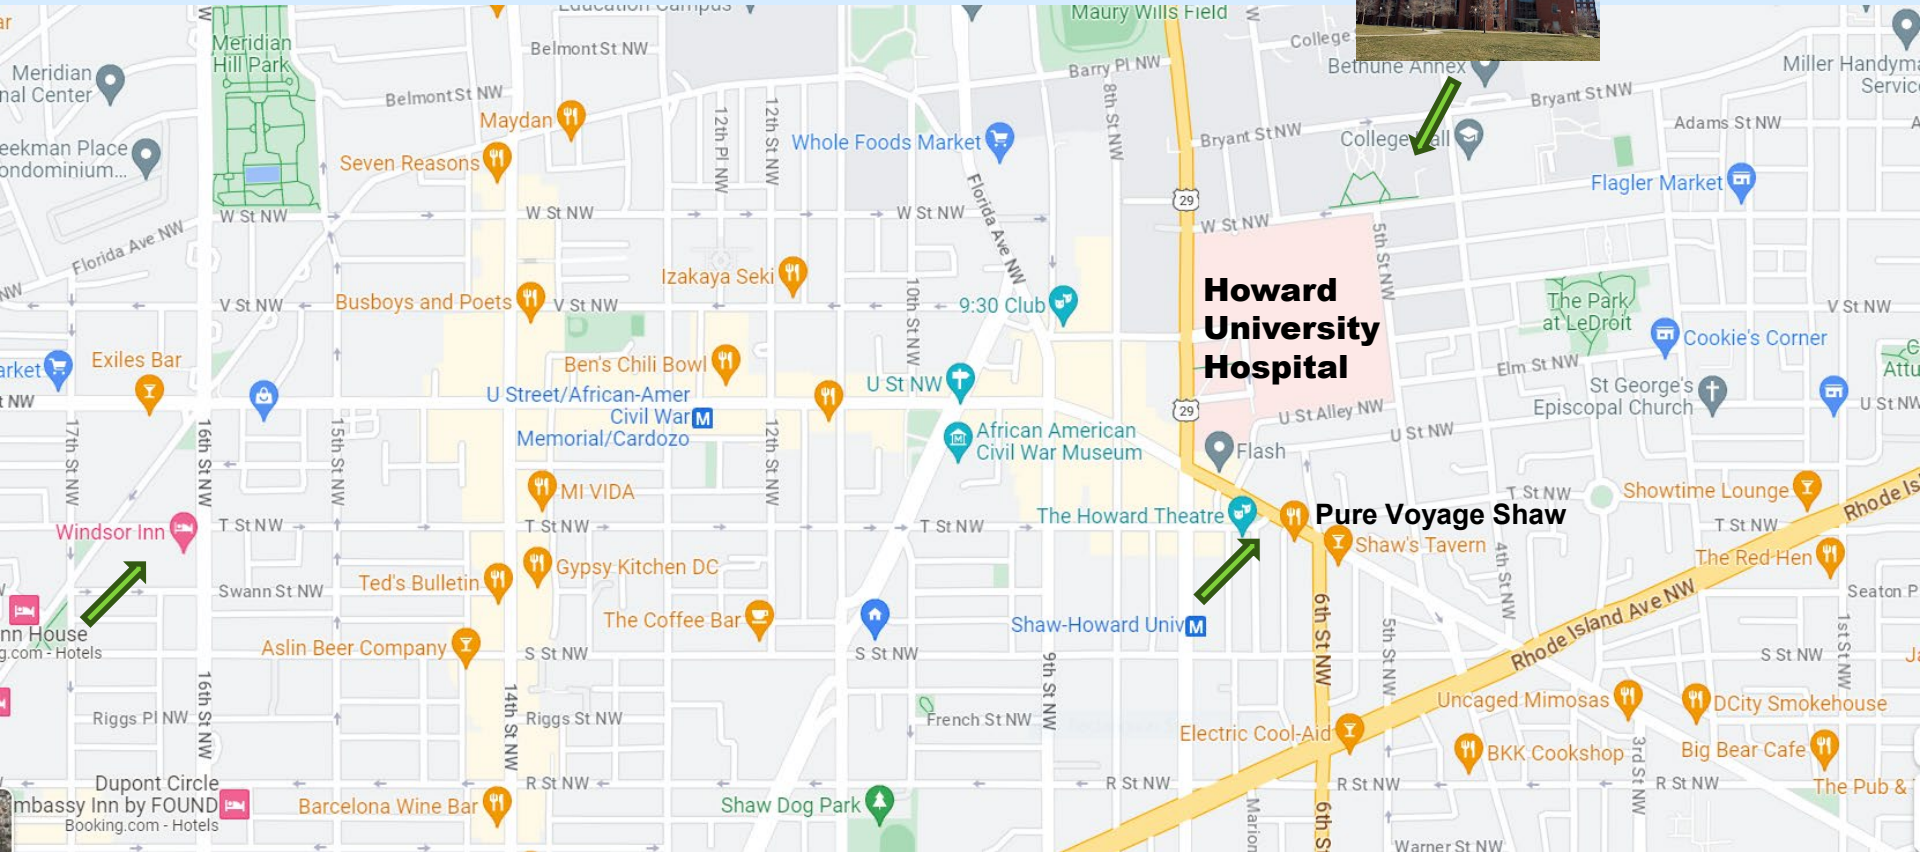 Education Campus
Maury Wills Field
Meridian
Hill Park
Belmont St NW
College
Barry Pl NW
Bethune Annex
Miller Handyma
Servic
Meridian
nal Center
Belmont St NW
Bryant St NW
Maydan
12th Pl NW
12th St NW
8th St NW
Adams St NW
Whole Foods Market
Bryant St NW
College
all
eekman Place
ondominium...
Seven Reasons
Florida Ave NW
Flagler Market
29
W St NW
W St NW
W St NW
W St NW
Florida Ave NW
5th St NW
Izakaya Seki
Howard
University
Hospital
10th St NW
V St NW
Busboys and Poets
V St NW
9:30 Club
The Park
at LeDroit
V St NW
Cookie's Corner
Exiles Bar
arket
Ben's Chili Bowl
Elm St NW
Attu
U St NW
St George's
Episcopal Church
U Street/African-Amer
Civil War
M
Memorial/Cardozo
29
U St Alley NW
U St NW
t NW
17th St NW
16th St NW
15th St NW
12th St NW
African American
Civil War Museum
U St NW
Flash
MI VIDA
T St NW
Showtime Lounge
Rhode Is
Windsor Inn
T St NW
T St NW
T St NW
The Howard Theatre
Pure Voyage Shaw
T St NW
Shaw's Tavern
4th St NW
The Red Hen
Gypsy Kitchen DC
Ted's Bulletin
Swann St NW
Seaton P
6th St NW
Rhode Island Ave NW
The Coffee Bar
Shaw-Howard Univ
M
5th St NW
1st St NW
nn House
g.com - Hotels
Aslin Beer Company
S St NW
S St NW
9th St NW
S St NW
16th St NW
14th St NW
Uncaged Mimosas
DCity Smokehouse
Riggs Pl NW
Riggs St NW
French St NW
Electric Cool-Aid
BKK Cookshop
3rd St NW
Big Bear Cafe
Dupont Circle
mbassy Inn by FOUND
Booking.com - Hotels
R St NW
R St NW
R St NW
R St NW
The Pub &
Barcelona Wine Bar
Shaw Dog Park
Marion
6th S
Warner St NW